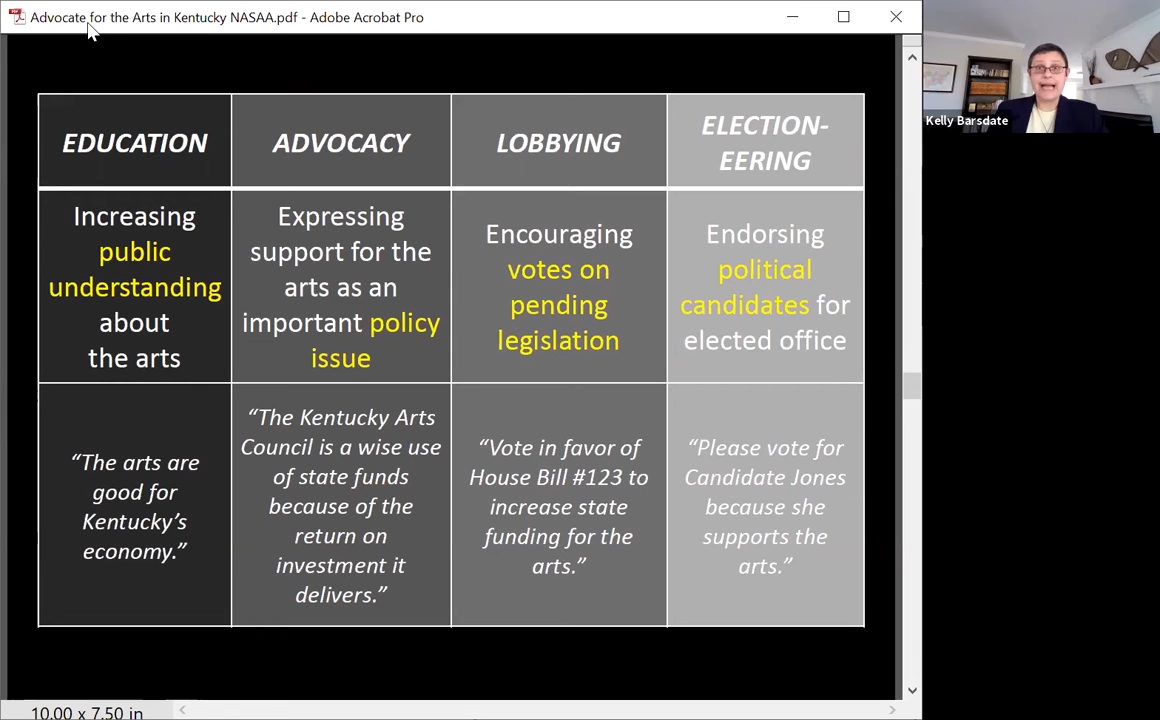 Advocate for the Arts in Kentucky NASAA.pdf - Adobe Acrobat Pro
Kelly Barsdate
EDUCATION
ADVOCACY
LOBBYING
ELECTION-
EERING
Increasing
public
understanding
about
the arts
Expressing
support for the
arts as an
important policy
issue
Encouraging
votes on
pending
legislation
Endorsing
political
candidates for
elected office
“The arts are
good for
Kentucky’s
economy.”
“The Kentucky Arts
Council is a wise use
of state funds
because of the
return on
investment it
delivers.”
“Vote in favor of
House Bill #123 to
increase state
funding for the
arts.”
“Please vote for
Candidate Jones
because she
supports the
arts.”
10.00 x 7.50 in